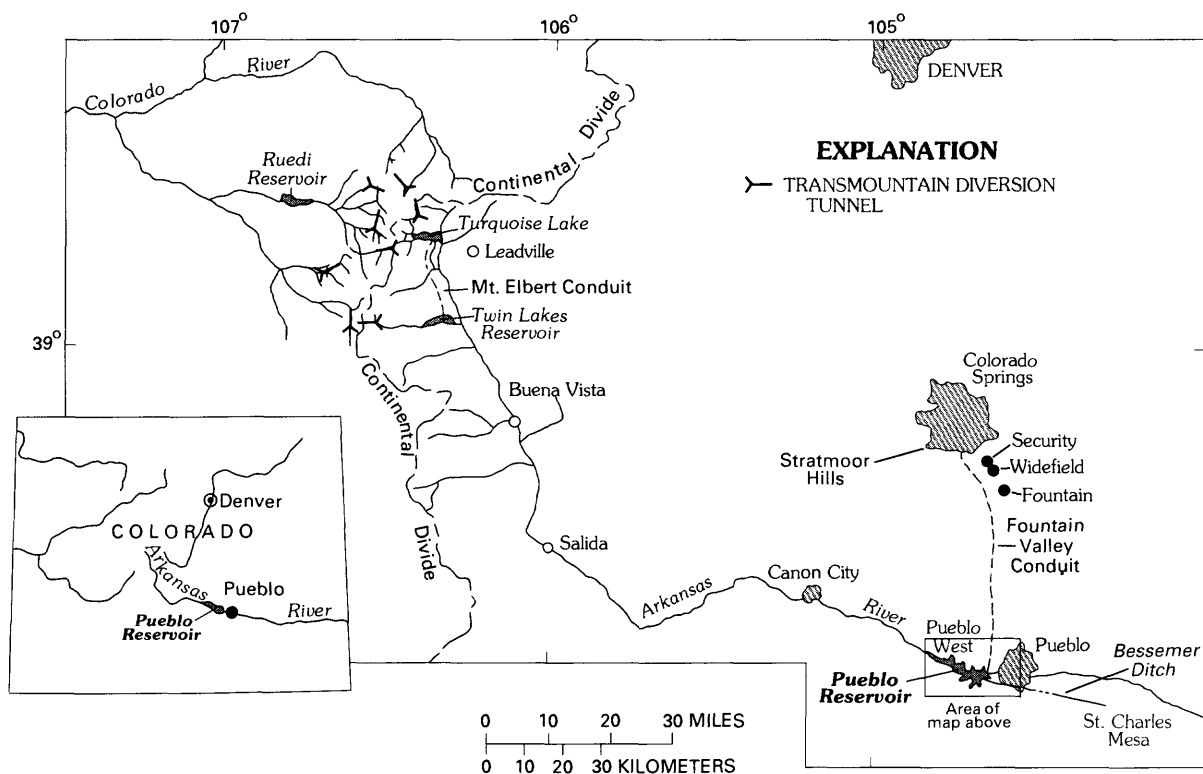 107°
106°
105°
DENVER
River
Colorado
Divide
Continental
EXPLANATION
TRANSMOUNTAIN DIVERSION
TUNNEL
Ruedi
Reservoir
Turquoise Lake
Leadville
Mt. Elbert Conduit
Twin Lakes
Reservoir
39°
Colorado
Springs
Buena Vista
Continental
Security
Widefield
Stratmoor
Hills
Fountain
Fountain
Valley
Conduit
Denver
COLORADO
Divide
Salida
Arkansas
Pueblo
River
Pueblo
Reservoir
Canon City
Arkansas
River
Pueblo
West
Pueblo
Bessemer
Ditch
Pueblo
Reservoir
Area of
map above
St. Charles
Mesa
0 10 20 30 MILES
0 10 20 30 KILOMETERS